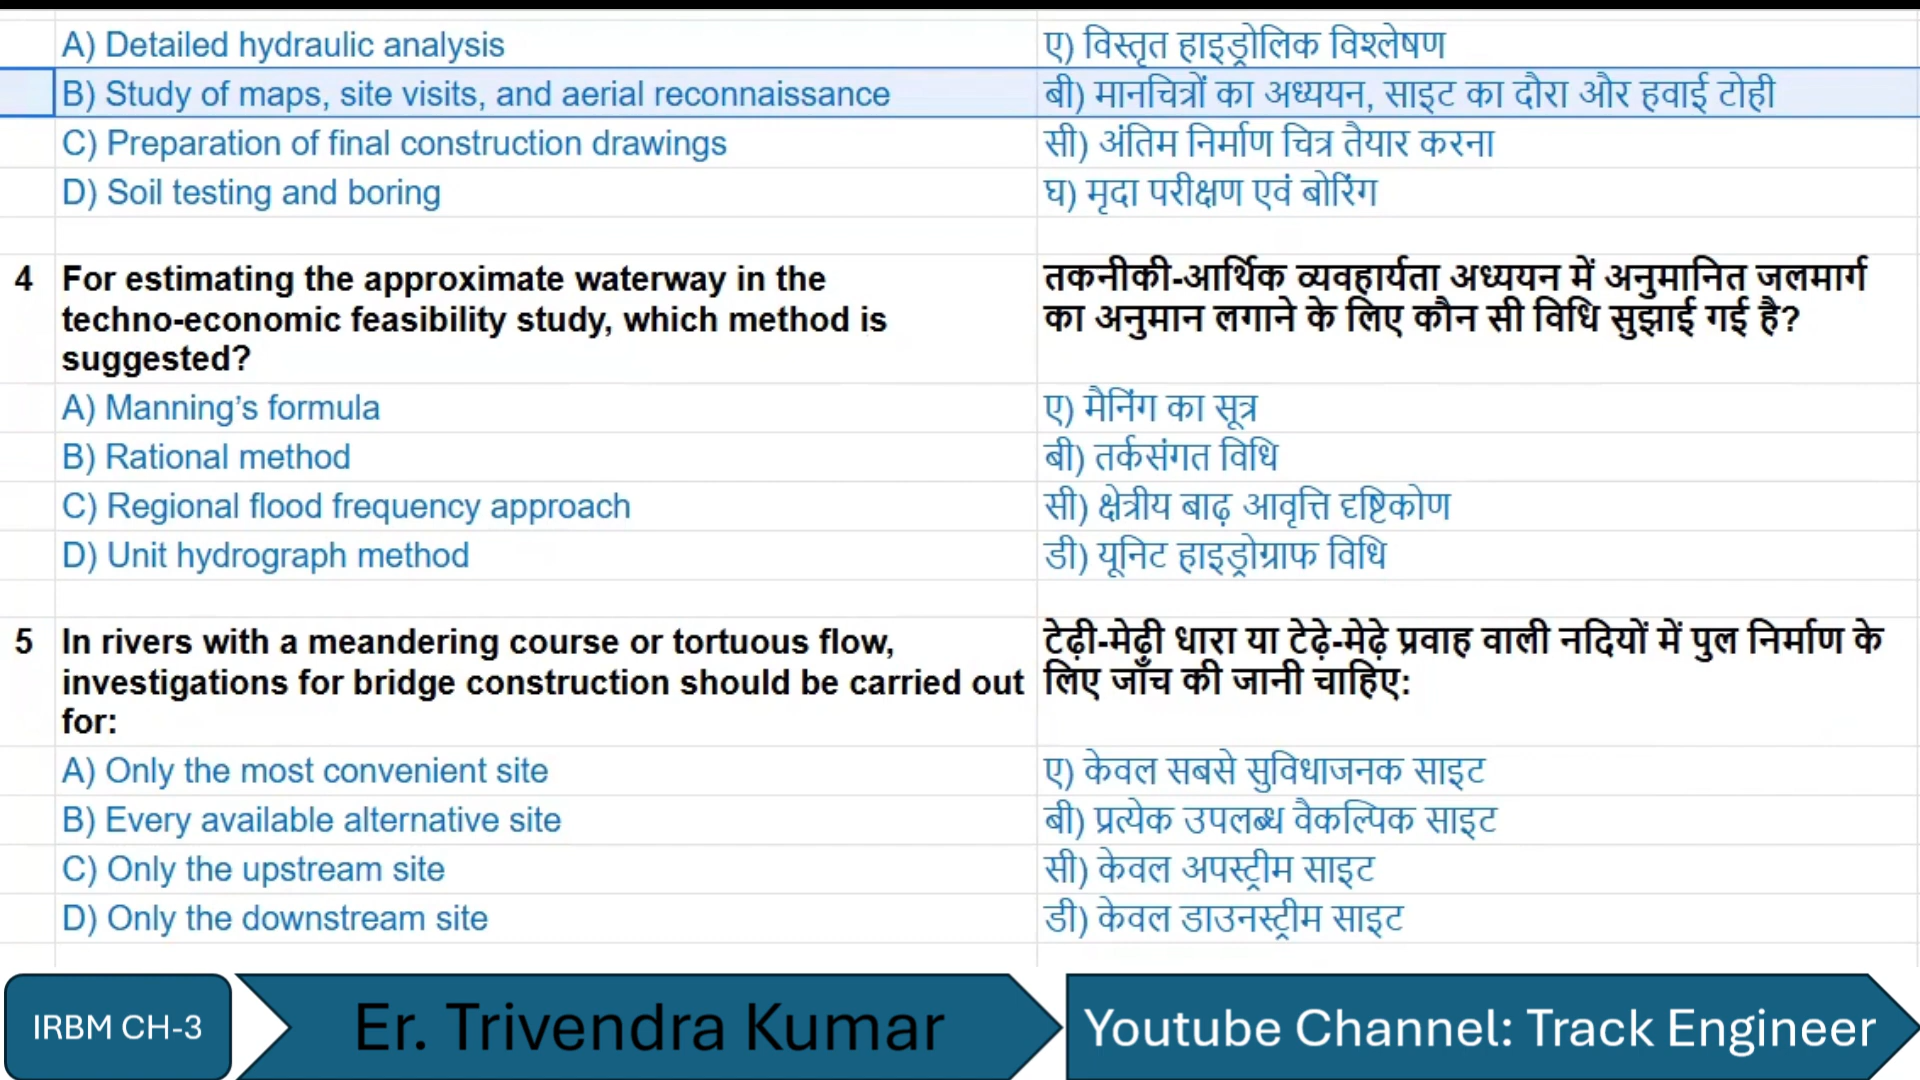 A) Detailed hydraulic analysis
ए) विस्तृत हाइड्रोलिक विश्लेषण
B) Study of maps, site visits, and aerial reconnaissance
बी) मानचित्रों का अध्ययन, साइट का दौरा और हवाई टोही
C) Preparation of final construction drawings
सी) अंतिम निर्माण चित्र तैयार करना
D) Soil testing and boring
घ) मृदा परीक्षण एवं बोरिंग
4 For estimating the approximate waterway in the
techno-economic feasibility study, which method is
suggested?
तकनीकी-आर्थिक व्यवहार्यता अध्ययन में अनुमानित जलमार्ग
का अनुमान लगाने के लिए कौन सी विधि सुझाई गई है?
A) Manning’s formula
ए) मैनिंग का सूत्र
B) Rational method
बी) तर्कसंगत विधि
C) Regional flood frequency approach
सी) क्षेत्रीय बाढ़ आवृत्ति दृष्टिकोण
D) Unit hydrograph method
डी) यूनिट हाइड्रोग्राफ विधि
5 In rivers with a meandering course or tortuous flow,
investigations for bridge construction should be carried out
for:
टेढ़ी-मेढ़ी धारा या टेढ़े-मेढ़े प्रवाह वाली नदियों में पुल निर्माण के
लिए जाँच की जानी चाहिए:
A) Only the most convenient site
ए) केवल सबसे सुविधाजनक साइट
B) Every available alternative site
बी) प्रत्येक उपलब्ध वैकल्पिक साइट
C) Only the upstream site
सी) केवल अपस्ट्रीम साइट
D) Only the downstream site
डी) केवल डाउनस्ट्रीम साइट
IRBM CH-3
Er. Trivendra Kumar
Youtube Channel: Track Engineer